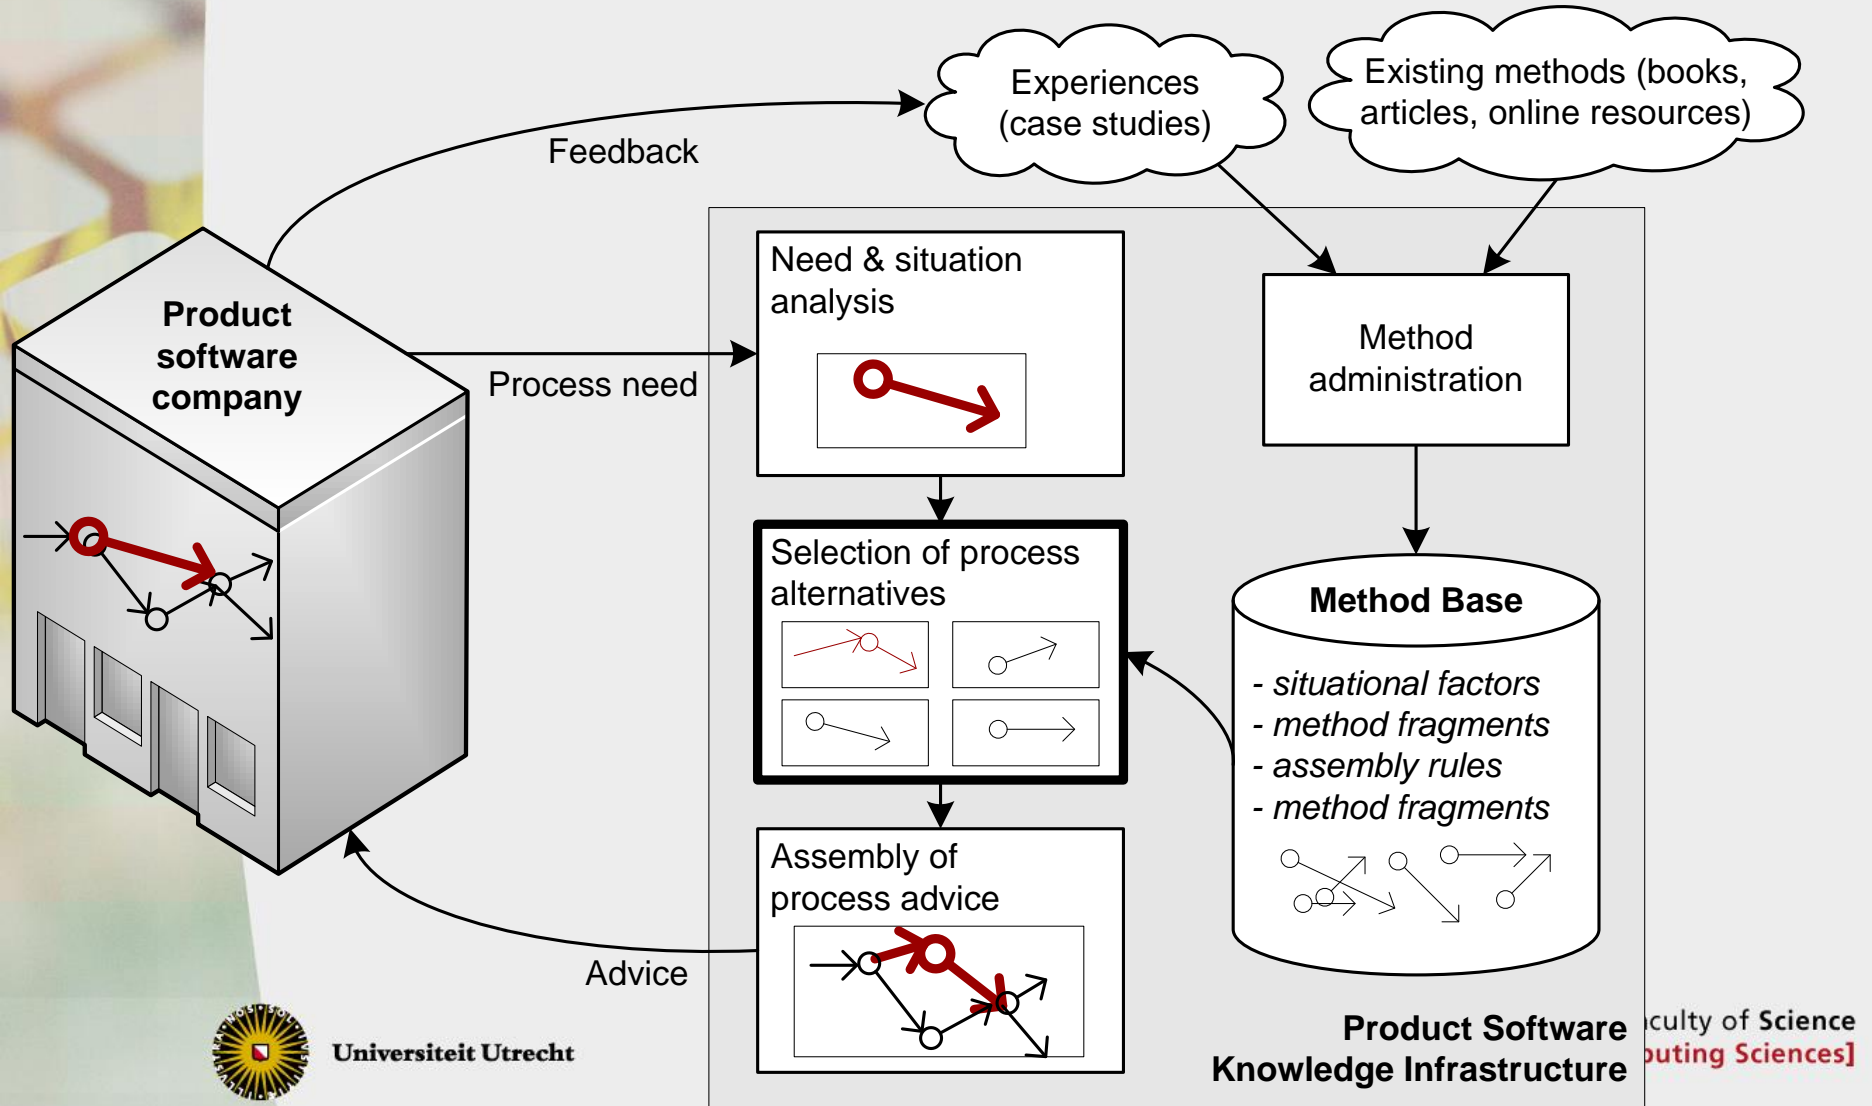 Experiences
(case studies)
Existing methods (books,
articles, online resources)
Feedback
Need & situation
analysis
Product
software
company
Process need
Method
administration
Selection of process
alternatives
Method Base
- situational factors
- method fragments
- assembly rules
- method fragments
Assembly of
process advice
Advice
Product Software
Knowledge Infrastructure
Universiteit Utrecht
of Science
Sciences]